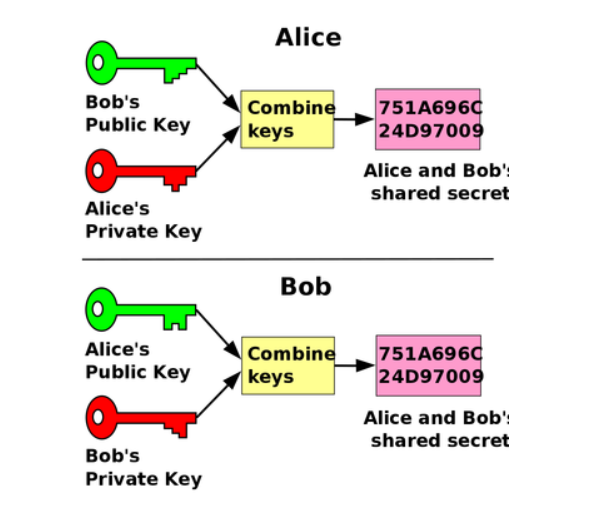 Alice
Bob's
Public Key
Combine
keys
751A696C
24D97009
Alice and Bob's
shared secret
Alice's
Private Key
Bob
Alice's
Public Key
Combine
keys
751A696C
24D97009
Alice and Bob's
shared secret
Bob's
Private Key